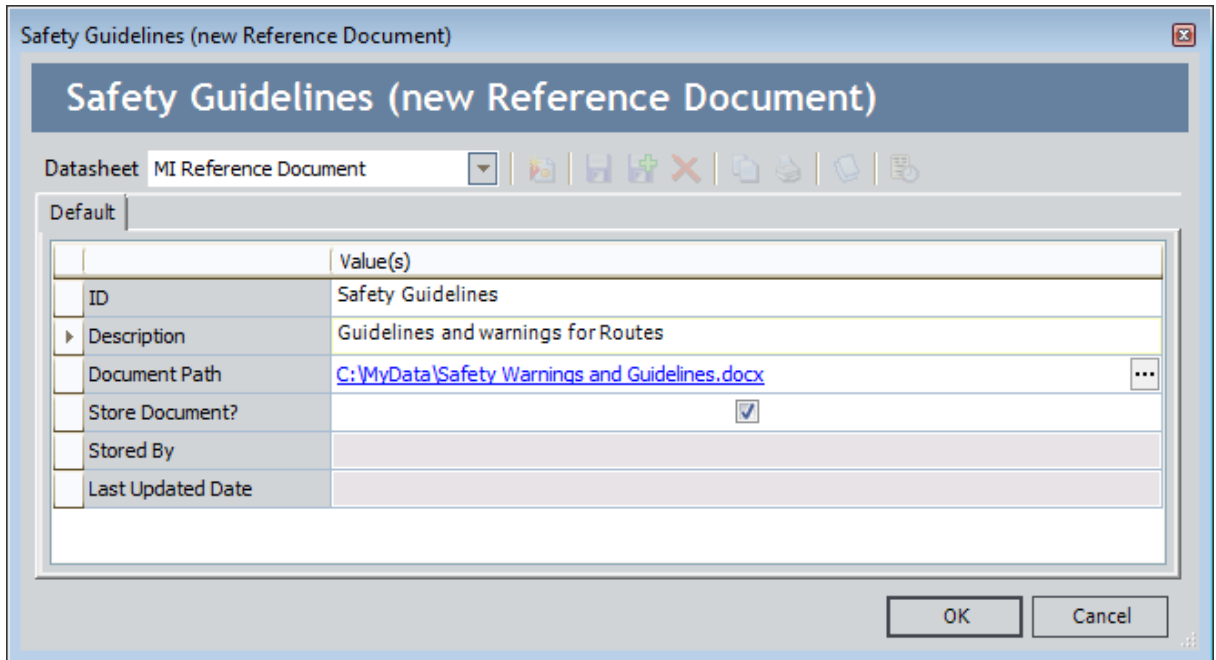 Safety Guidelines (new Reference Document)
Safety Guidelines (new Reference Document)
Datasheet MI Reference Document
Default
Value(s)
ID Safety Guidelines
Description Guidelines and warnings for Routes
Document Path C:\MyData\Safety Warnings and Guidelines.docx ...
Store Document?
Stored By
Last Updated Date
OK Cancel